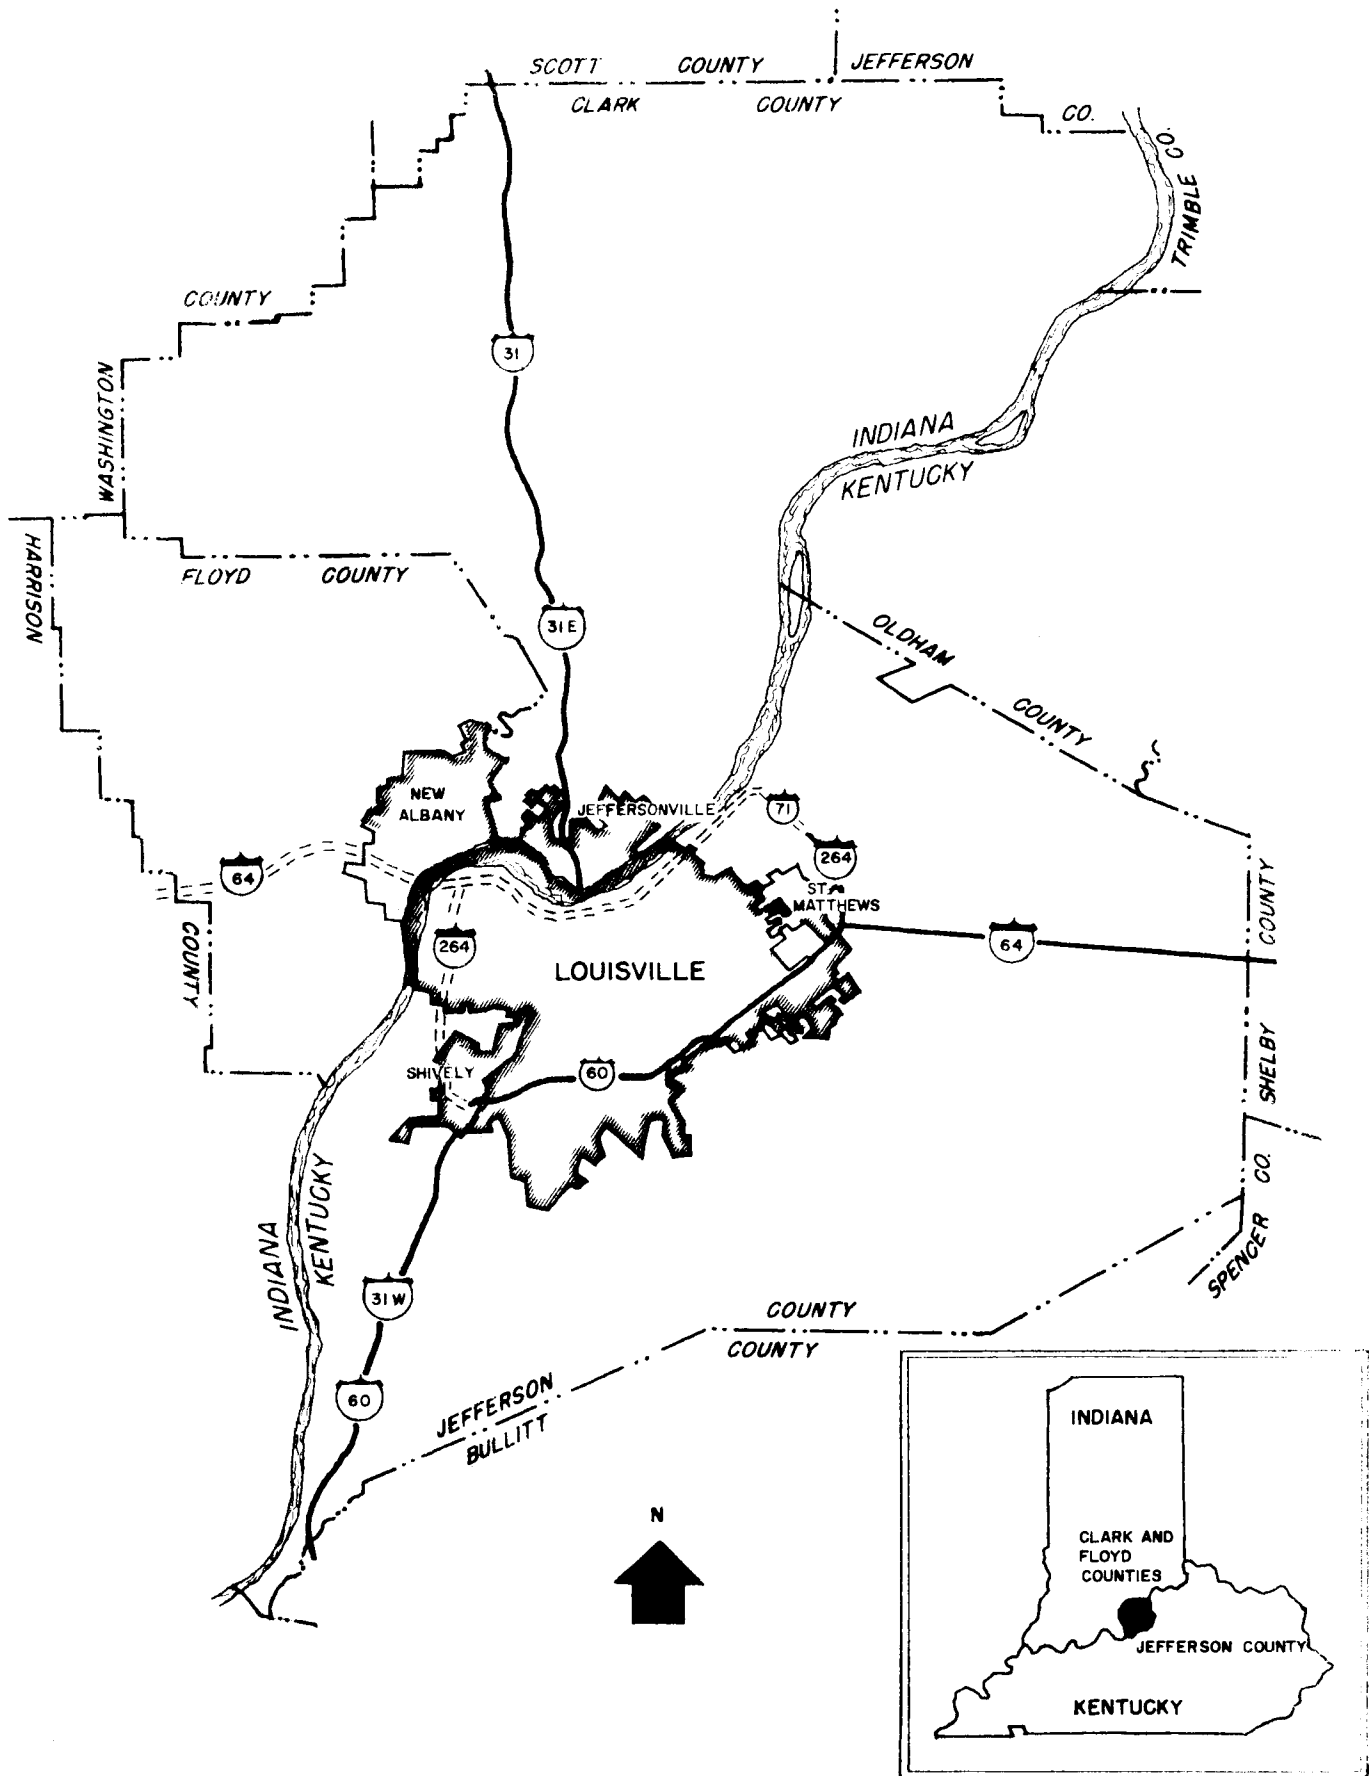 SCOTT COUNTY JEFFERSON
CLARK COUNTY
CO.
TRIMBLE CO.
COUNTY
31
WASHINGTON
INDIANA
KENTUCKY
HARRISON
FLOYD COUNTY
31E
OLDHAM
COUNTY
NEW
ALBANY
JEFFERSONVILLE
71
264
64
ST.
MATTHEWS
COUNTY
264
64
COUNTY
LOUISVILLE
SHELBY
SHIVELY
60
CO.
SPENCER
INDIANA
KENTUCKY
31W
COUNTY
COUNTY
60
JEFFERSON
BULLITT
N
INDIANA
CLARK AND
FLOYD
COUNTIES
JEFFERSON COUNTY
KENTUCKY